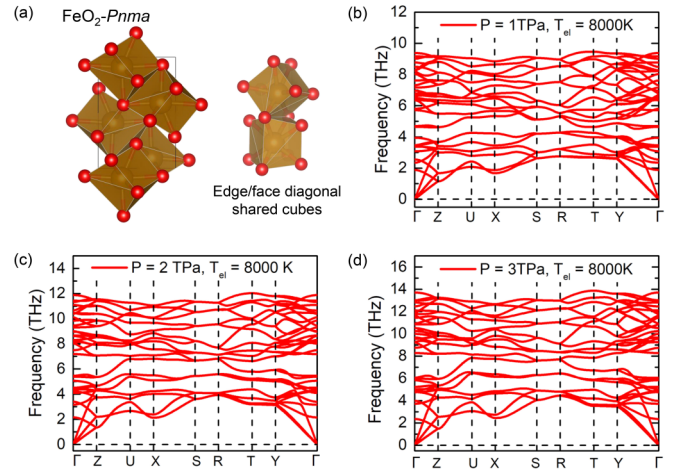 (a)
FeO₂-Pnma
Edge/face diagonal
shared cubes
(b)
P = 1TPa, Tel = 8000K
Frequency (THz)
12
10
8
6
4
2
0
Γ Z U X S R T Y Γ
(c)
P = 2 TPa, Tel = 8000 K
Frequency (THz)
14
12
10
8
6
4
2
0
Γ Z U X S R T Y Γ
(d)
P = 3TPa, Tel = 8000K
Frequency (THz)
16
14
12
10
8
6
4
2
0
Γ Z U X S R T Y Γ